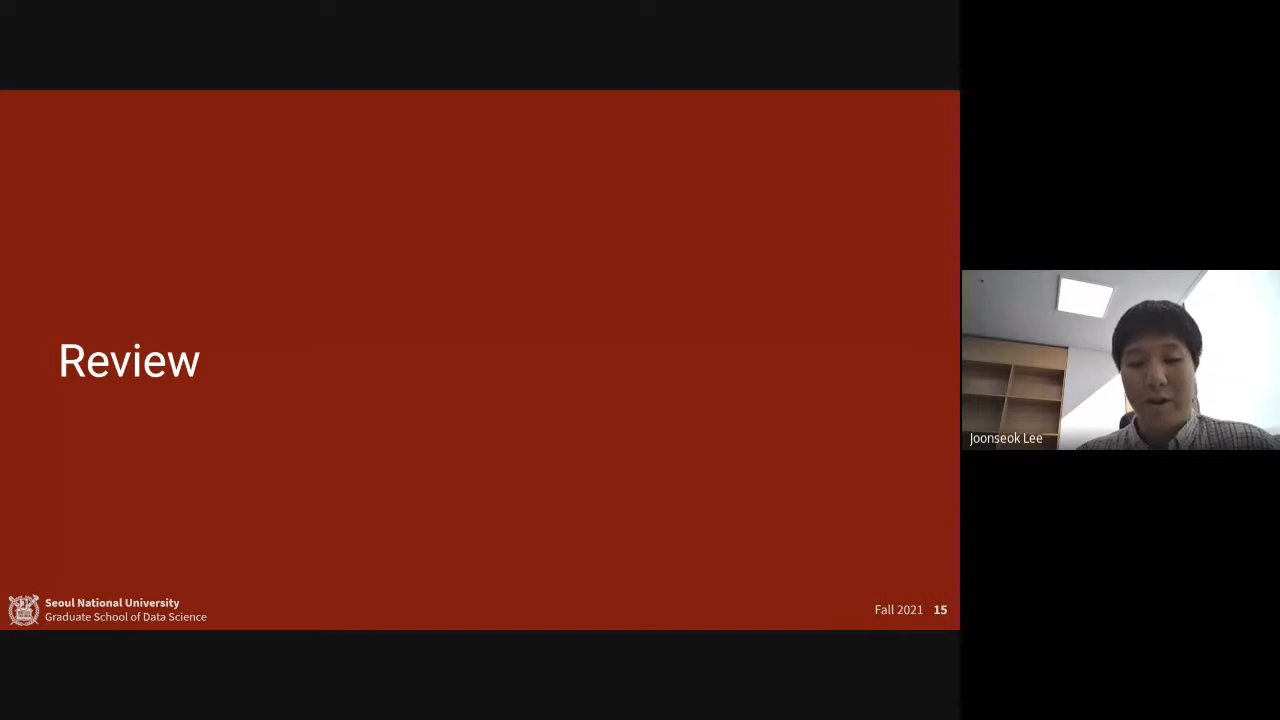 Review
Joonseok Lee
Seoul National University
Graduate School of Data Science
Fall 2021 15